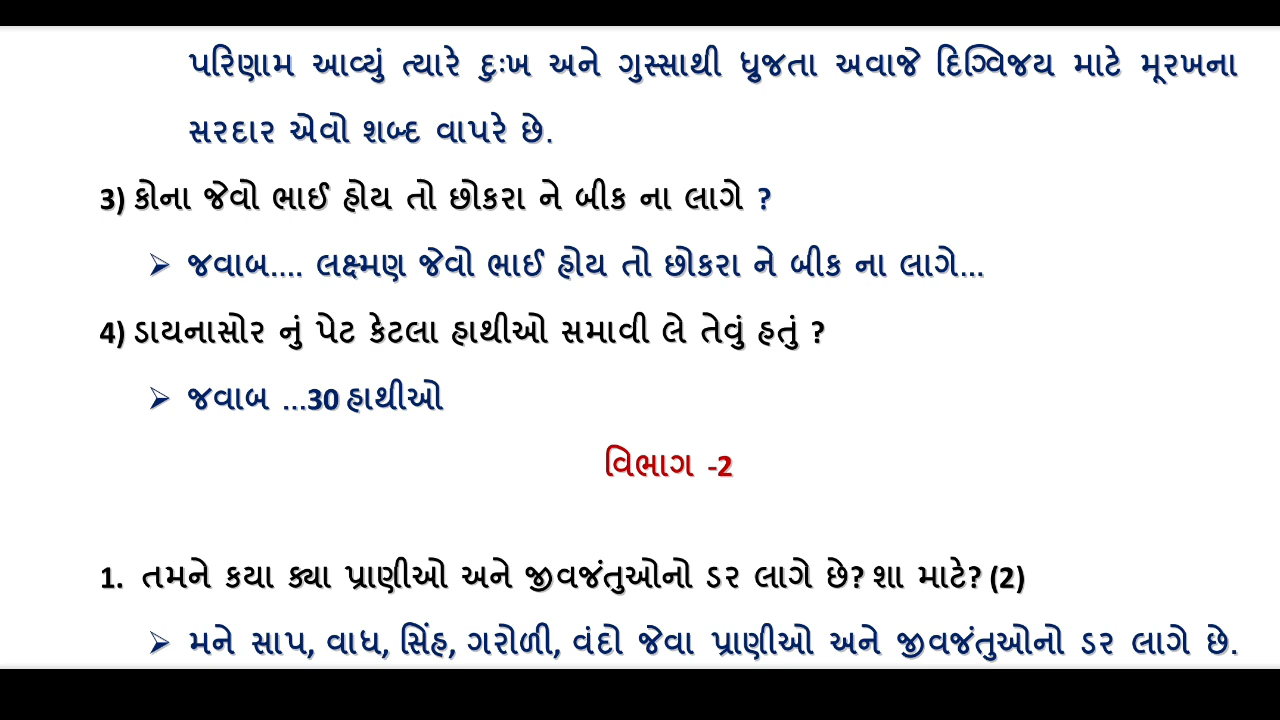 પરિણામ આવ્યું ત્યારે દુઃખ અને ગુસ્સાથી ધ્રુજતા અવાજે દિગ્વિજય માટે મૂરખના
સરદાર એવો શબ્દ વાપરે છે.
3) કોના જેવો ભાઈ હોય તો છોકરા ને બીક ના લાગે ?
➢ જવાબ.... લક્ષ્મણ જેવો ભાઈ હોય તો છોકરા ને બીક ના લાગે...
4) ડાયનાસોર નું પેટ કેટલા હાથીઓ સમાવી લે તેવું હતું ?
➢ જવાબ ...30 હાથીઓ
વિભાગ -2
1. તમને કયા ક્યા પ્રાણીઓ અને જીવજંતુઓનો ડર લાગે છે? શા માટે? (2)
➢ મને સાપ, વાઘ, સિંહ, ગરોળી, વંદો જેવા પ્રાણીઓ અને જીવજંતુઓનો ડર લાગે છે.